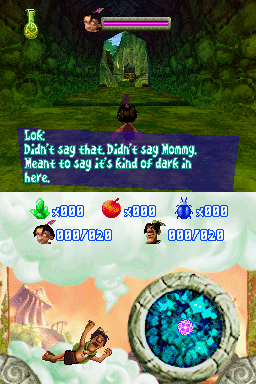 Lok:
Didn't say that. Didn't say Mommy.
Meant to say it's kind of dark in
here.
x000 x000 x000
000/020 000/020